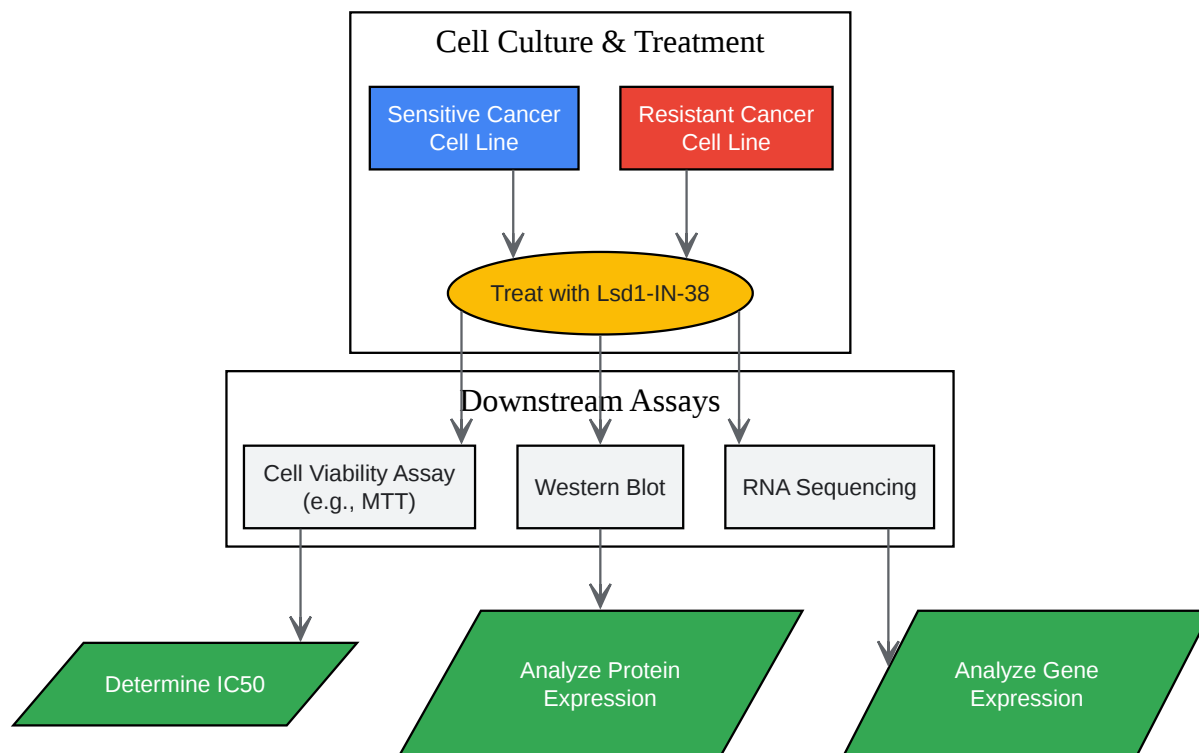 Cell Culture & Treatment
Sensitive Cancer
Cell Line
Resistant Cancer
Cell Line
Treat with Lsd1-IN-38
Downstream Assays
Cell Viability Assay
(e.g., MTT)
Western Blot
RNA Sequencing
Determine IC50
Analyze Protein
Expression
Analyze Gene
Expression